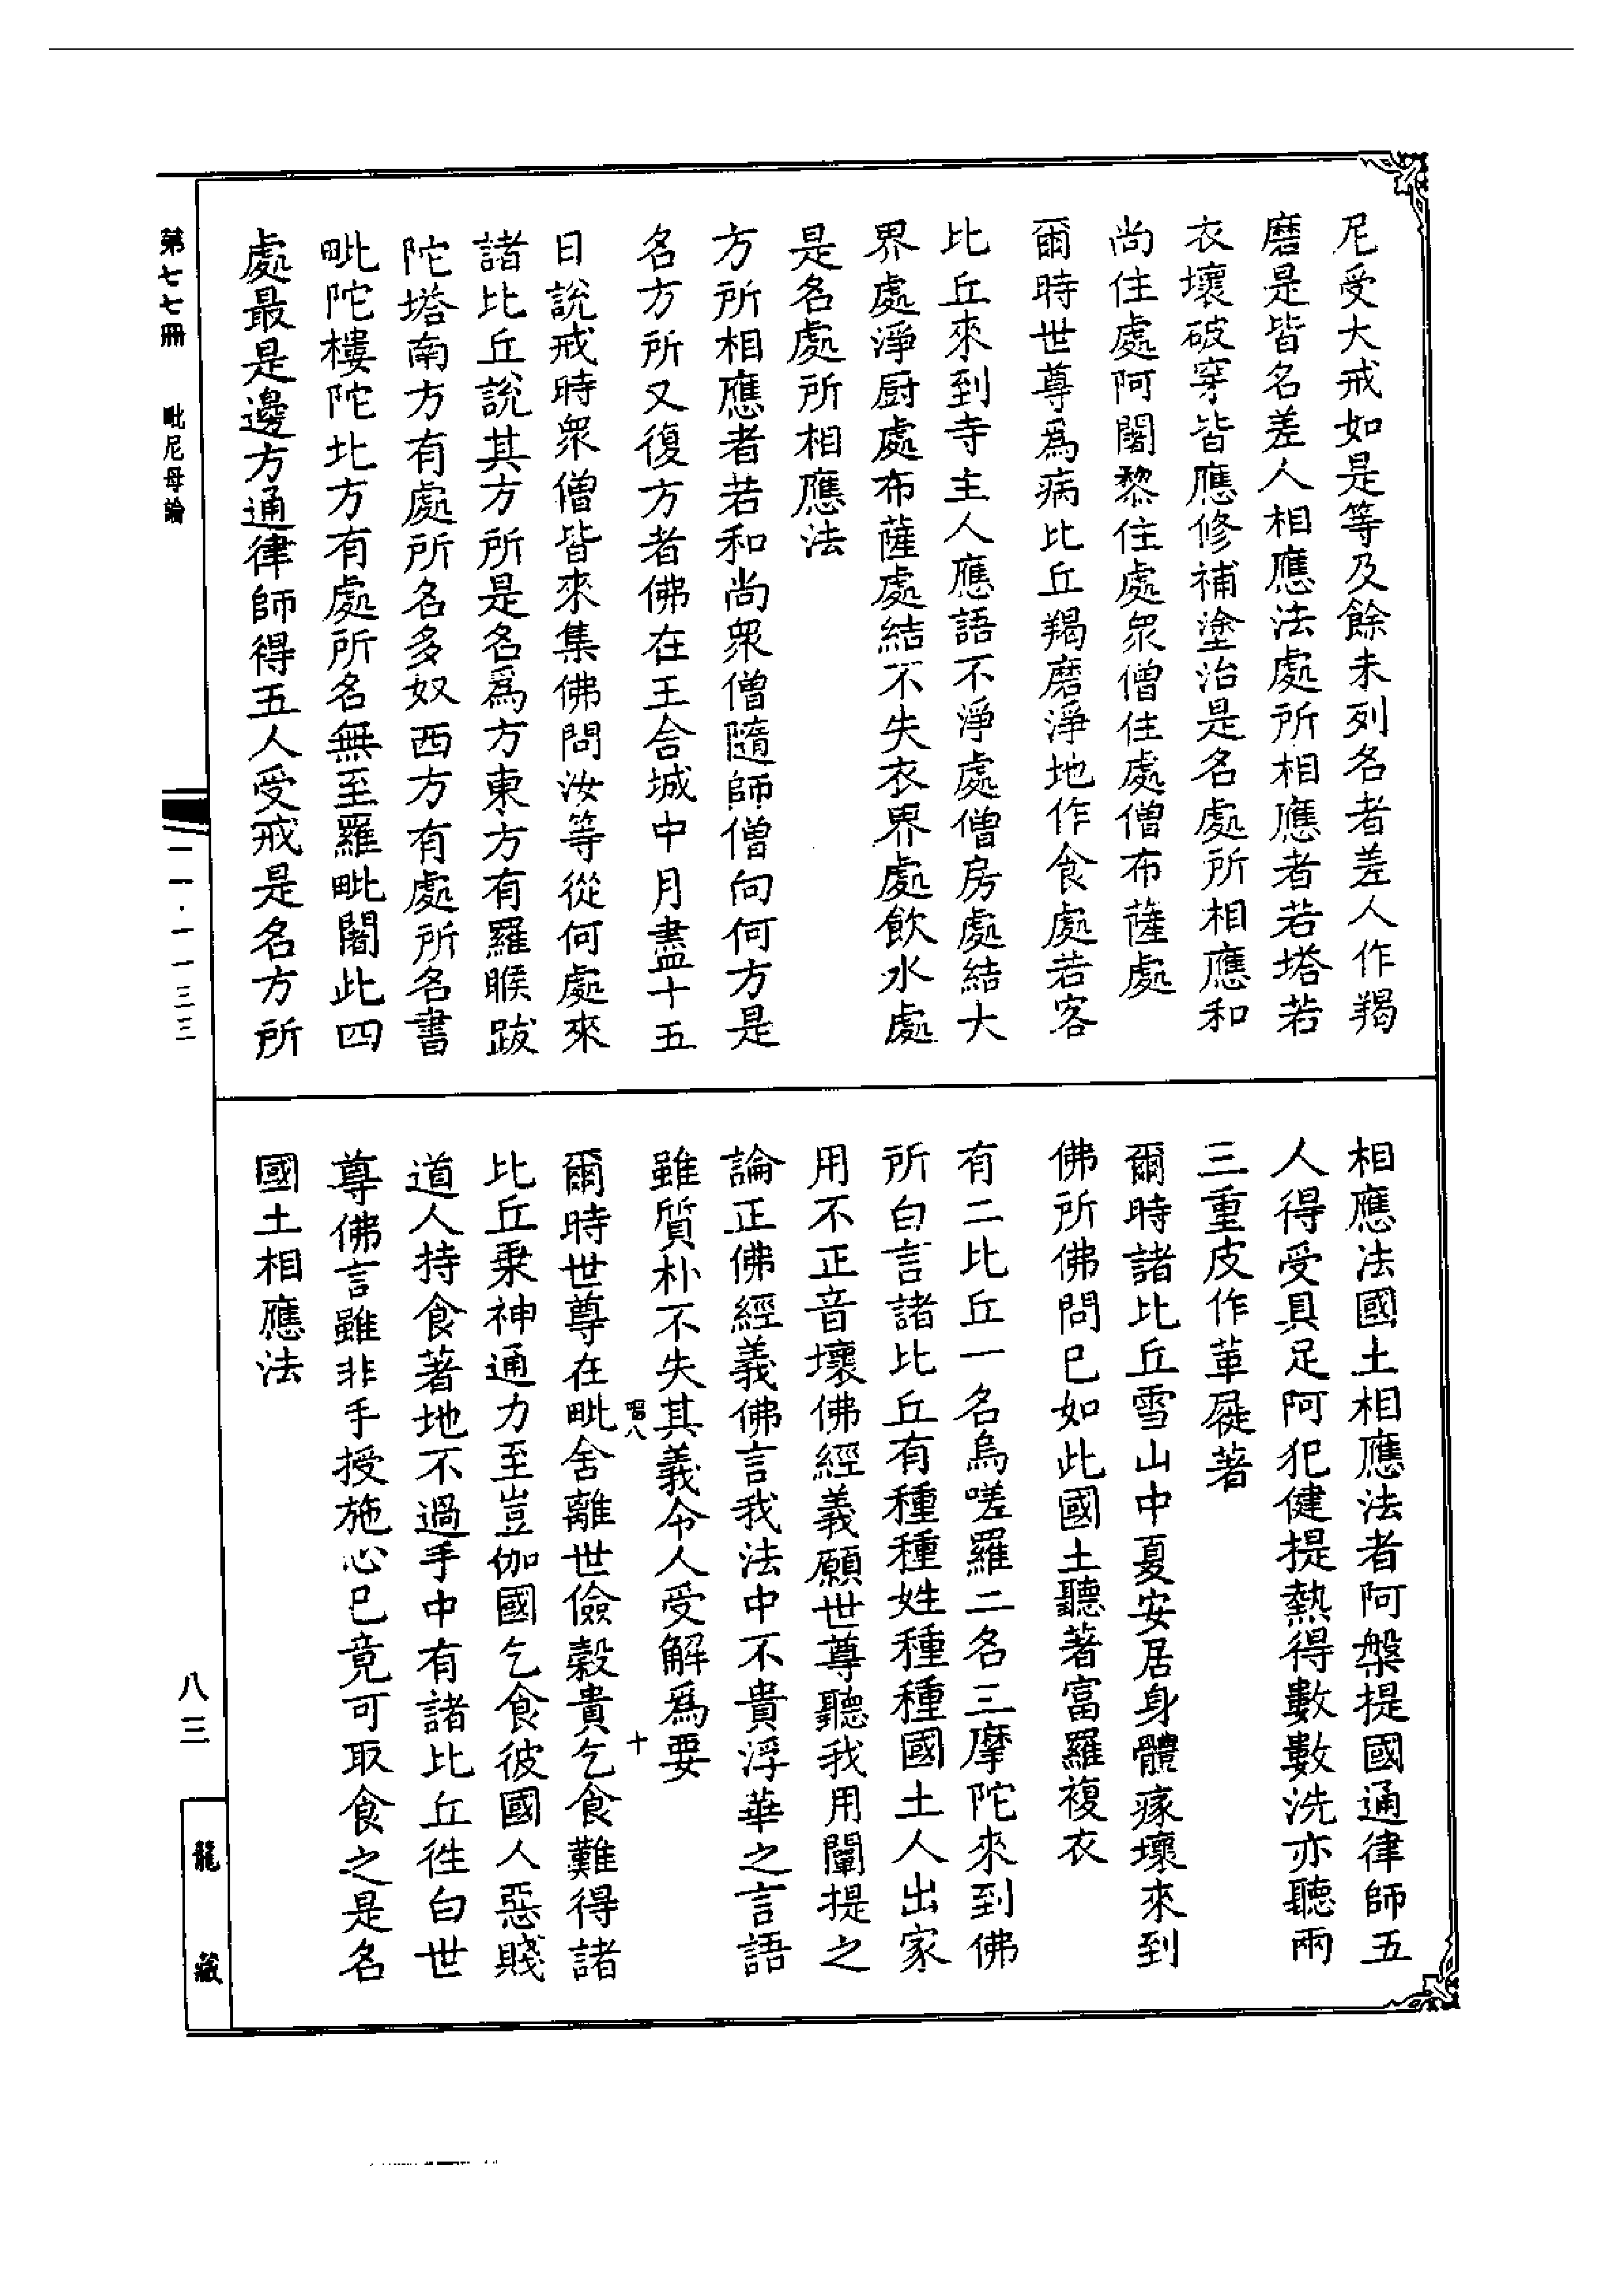 尼受大戒如是等及餘未列名者差人作羯
磨是皆名差人相應法處所相應者若塔若
衣壞破穿皆應修補塗治是名處所相應和
尚住處阿闍黎住處眾僧住處僧布薩處
爾時世尊爲病比丘羯磨淨地作食處若客
比丘來到寺主人應語不淨處僧房處結大
界處淨厨處布薩處結不失衣界處飲水處
是名處所相應法
方所相應者若和尚眾僧隨師僧向何方是
名方所又復方者佛在王舍城中月盡十五
日說戒時眾僧皆來集佛問汝等從何處來
諸比丘說其方所是名爲方東方有羅睺跋
陀塔南方有處所名多奴西方有處所名書
毗陀樓陀北方有處所名無至羅毗闍此四
處最是邊方通律師得五人受戒是名方所
相應法國土相應法者阿槃提國通律師五
人得受具足阿犯健提熱得數數洗亦聽兩
三重皮作革屣著
爾時諸比丘雪山中夏安居身體瘃壞來到
佛所佛問已如此國土聽著富羅複衣
有二比丘一名烏嗟羅二名三摩陀來到佛
所白言諸比丘有種種姓種種國土人出家
用不正音壞佛經義願世尊聽我用闡提之
論正佛經義佛言我法中不貴浮華之言語
雖質朴不失其義令人受解爲要
唱八
十
爾時世尊在毗舍離世儉穀貴乞食難得諸
比丘乘神通力至豈伽國乞食彼國人惡賤
道人持食著地不過手中有諸比丘徃白世
尊佛言雖非手授施心已竟可取食之是名
國土相應法
第七七冊
毗尼母論
一一·一一三三
八三
龍藏